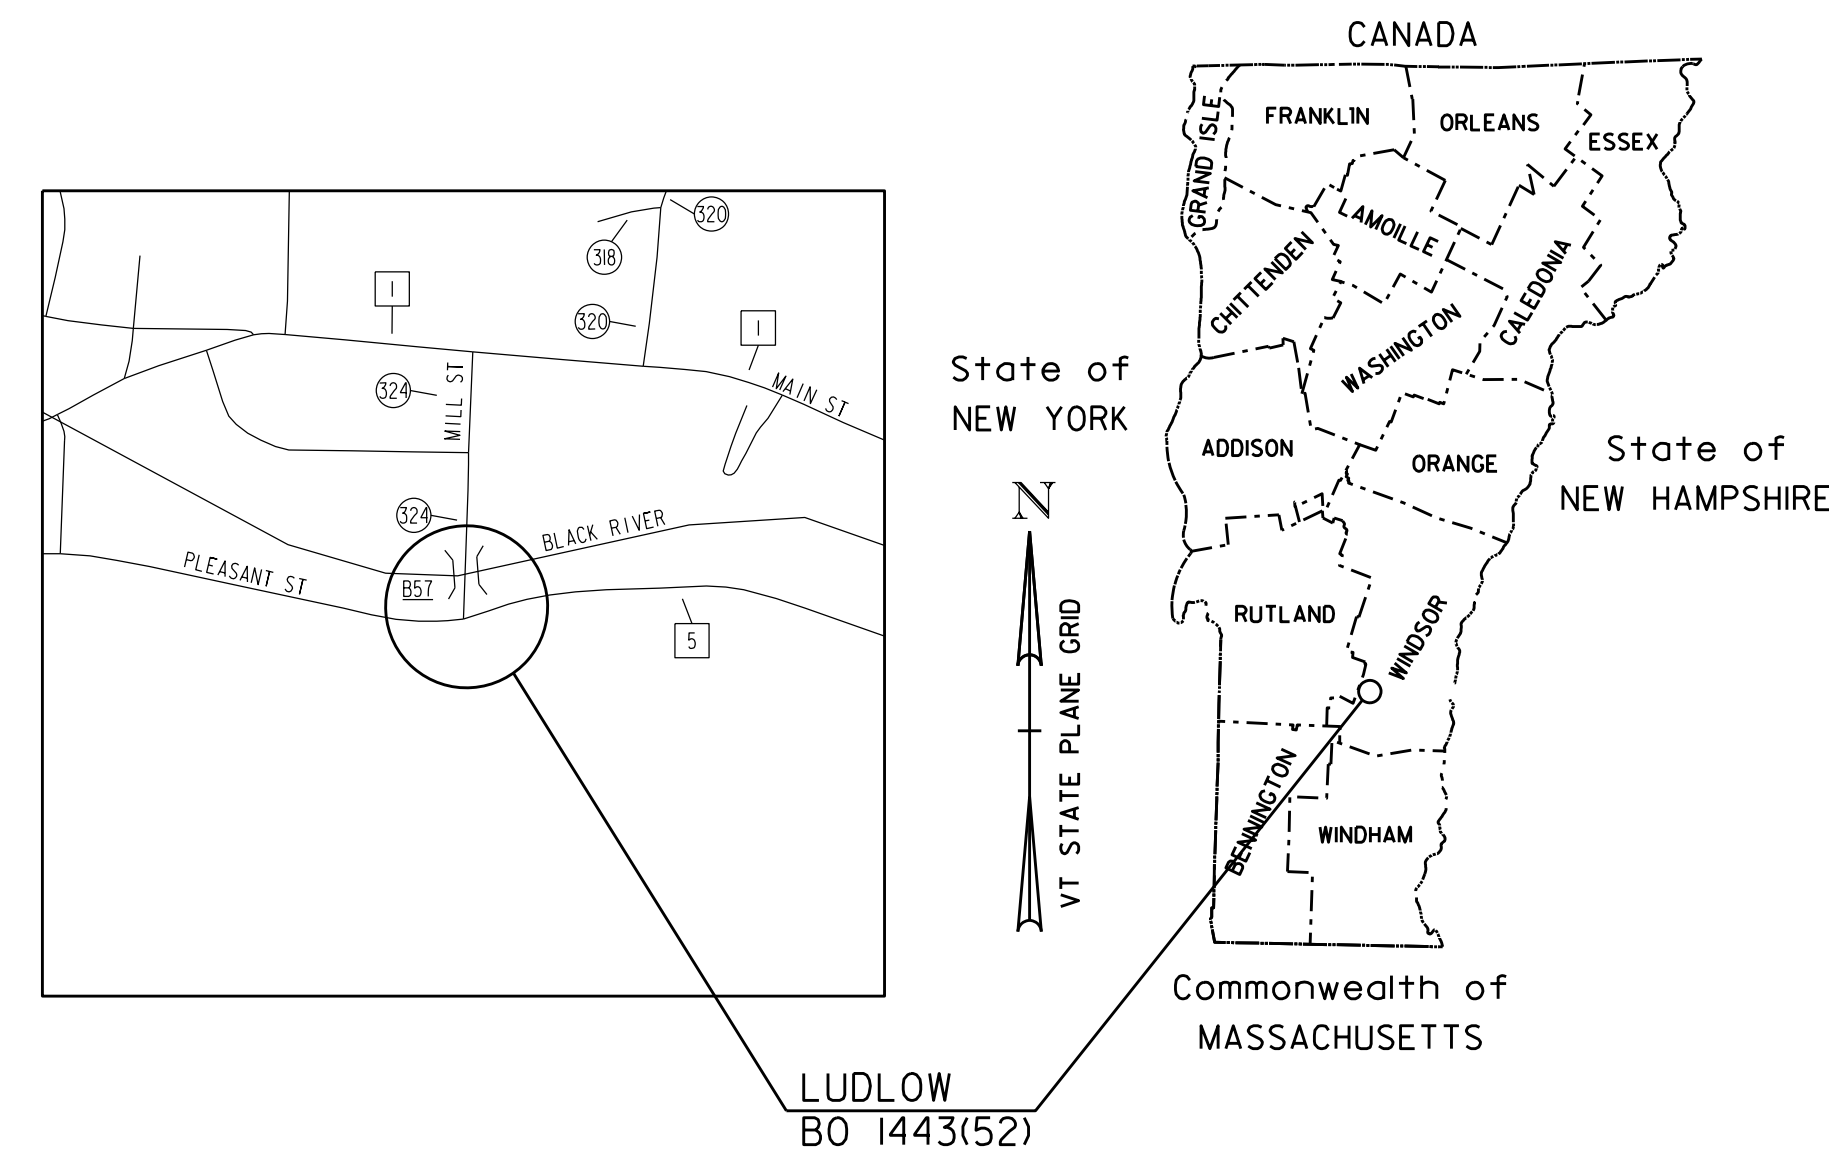 CANADA
FRANKLIN
ORLEANS
ESSEX
GRAND ISLE
LAMOILLE
CHITTENDEN
CALEDONIA
WASHINGTON
State of
NEW YORK
ADDISON
ORANGE
State of
NEW HAMPSHIRE
RUTLAND
WINDSOR
BENNINGTON
WINDHAM
Commonwealth of
MASSACHUSETTS
N
VT STATE PLANE GRID
320
318
1
320
1
324
MILL ST
MAIN ST
324
BLACK RIVER
PLEASANT ST
B57
5
LUDLOW
BO 1443(52)